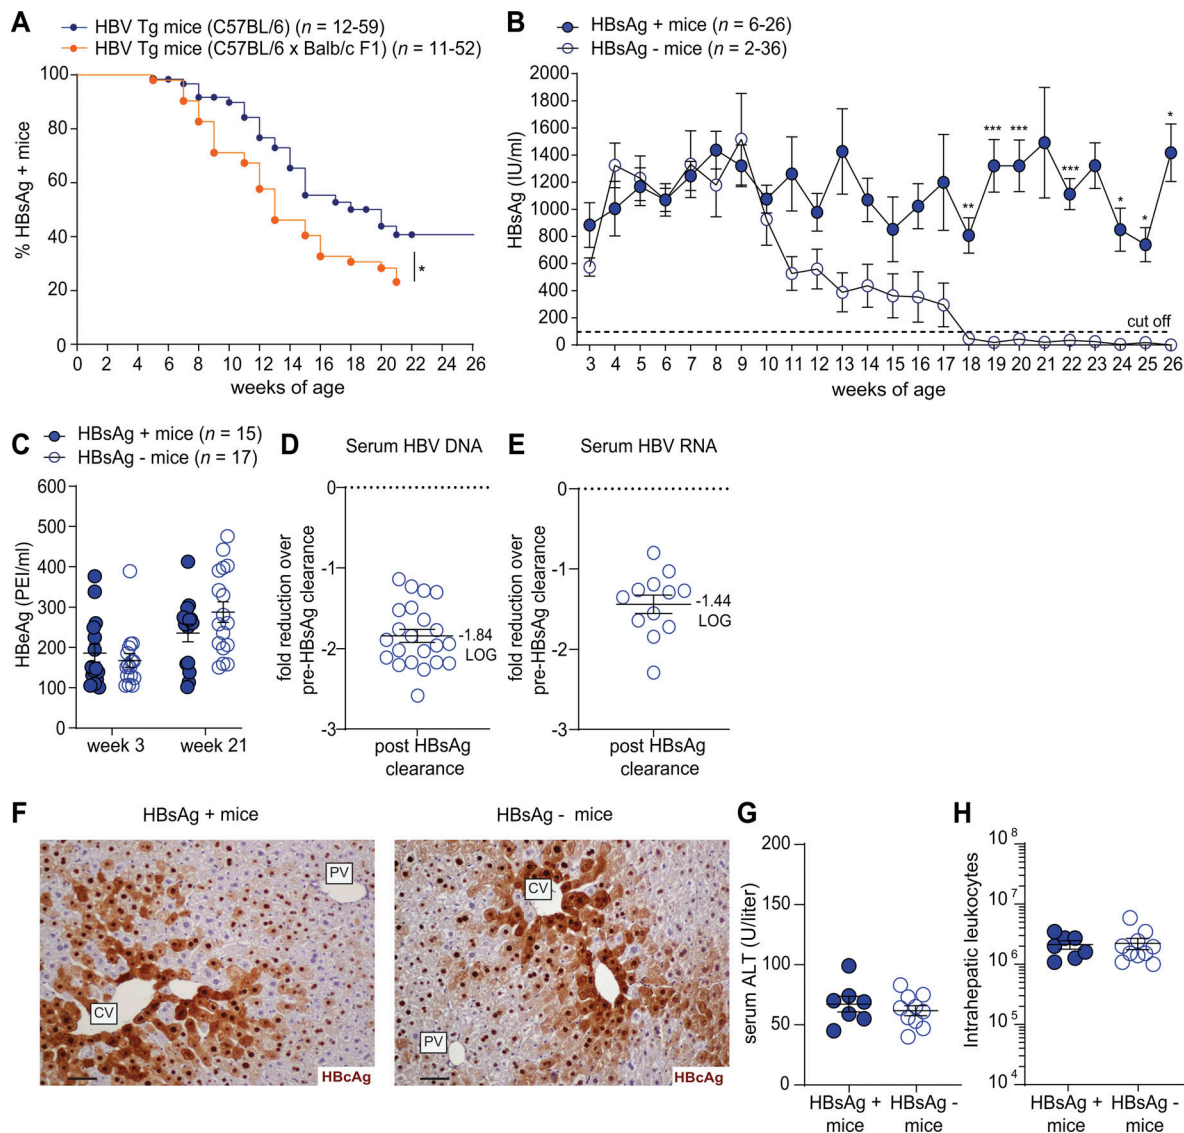 A
HBV Tg mice (C57BL/6) (n = 12-59)
HBV Tg mice (C57BL/6 x Balb/c F1) (n = 11-52)
% HBsAg + mice
100
80
60
40
20
0
*
0 2 4 6 8 10 12 14 16 18 20 22 24 26
weeks of age
B
HBsAg + mice (n = 6-26)
HBsAg - mice (n = 2-36)
HBsAg (IU/ml)
2000
1800
1600
1400
1200
1000
800
600
400
200
0
** *** *** *** * * *
cut off
3 4 5 6 7 8 9 10 11 12 13 14 15 16 17 18 19 20 21 22 23 24 25 26
weeks of age
C
HBsAg + mice (n = 15)
HBsAg - mice (n = 17)
HBeAg (PEI/ml)
600
500
400
300
200
100
0
week 3 week 21
D
Serum HBV DNA
fold reduction over
pre-HBsAg clearance
0
-1
-2
-3
-1.84
LOG
post HBsAg
clearance
E
Serum HBV RNA
fold reduction over
pre-HBsAg clearance
0
-1
-2
-3
-1.44
LOG
post HBsAg
clearance
F
HBsAg + mice
PV
CV
HBcAg
HBsAg - mice
CV
PV
HBcAg
G
serum ALT (U/liter)
200
150
100
50
0
HBsAg +
mice
HBsAg -
mice
H
Intrahepatic leukocytes
10^8
10^7
10^6
10^5
10^4
HBsAg +
mice
HBsAg -
mice